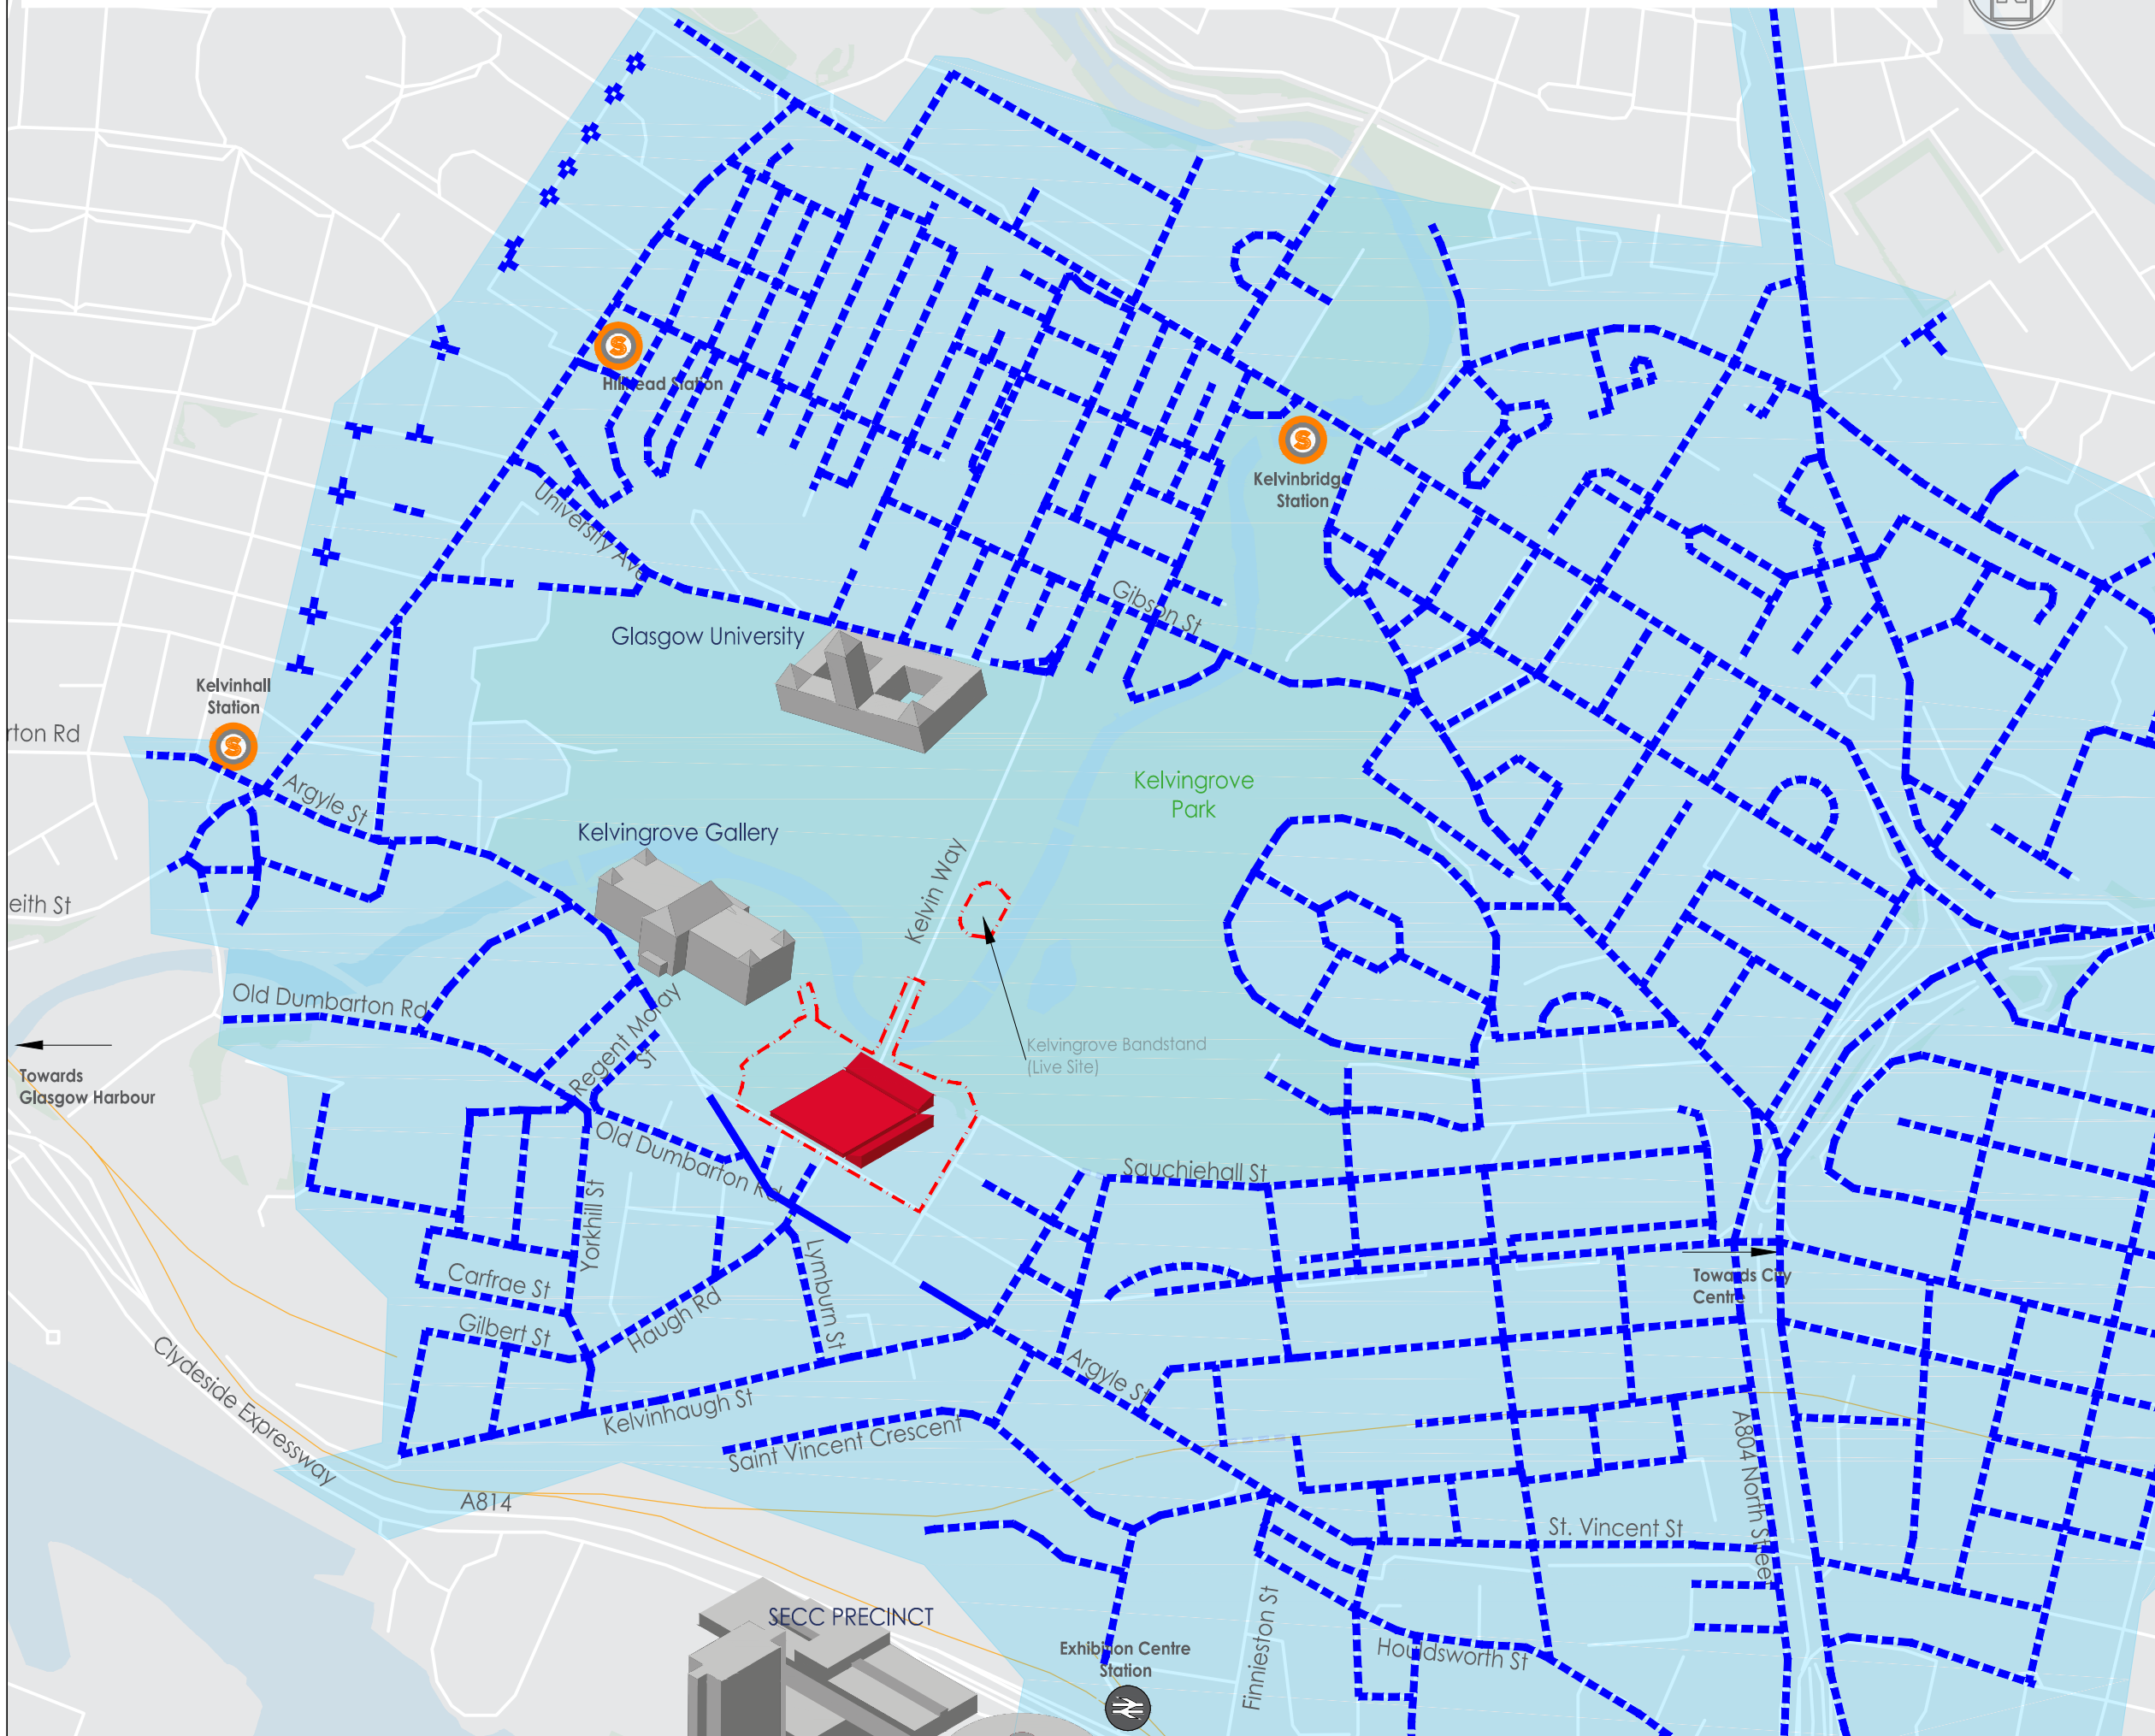 Hillhead Station
Kelvinbridg
Station
University Ave
Gibson St
Glasgow University
Kelvinhall
Station
rton Rd
Argyle St
Kelvingrove
Park
Kelvingrove Gallery
Kelvin Way
eith St
Old Dumbarton Rd
Regent Moray
St
Kelvingrove Bandstand
(Live Site)
Towards
Glasgow Harbour
Old Dumbarton Rd
Sauchiehall St
Yorkhill St
Carfrae St
Lymburn St
Towards City
Centre
Gilbert St
Haugh Rd
Argyle St
Clydeside Expressway
Kelvinhaugh St
Saint Vincent Crescent
A804 North Street
A814
St. Vincent St
SECC PRECINCT
Exhibition Centre
Station
Finnieston St
Houldsworth St